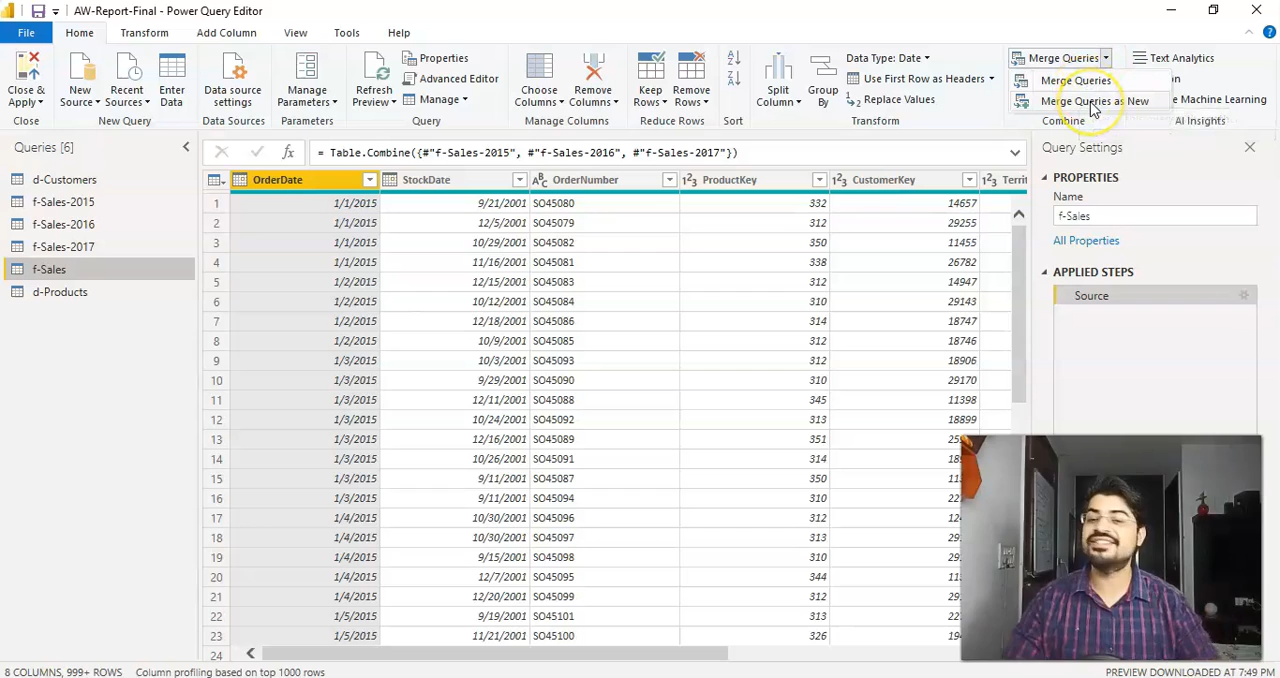 AW-Report-Final - Power Query Editor
File Home Transform Add Column View Tools Help
Close & Apply
New Source
Recent Sources
Enter Data
Data source settings
Manage Parameters
Refresh Preview
Properties
Advanced Editor
Manage
Choose Columns
Remove Columns
Keep Rows
Remove Rows
Split Column
Group By
Data Type: Date
Use First Row as Headers
Replace Values
Merge Queries
Merge Queries
Merge Queries as New
Text Analytics
Machine Learning
Close New Query Data Sources Parameters Query Manage Columns Reduce Rows Sort Transform Combine AI Insights
Queries [6]
d-Customers
f-Sales-2015
f-Sales-2016
f-Sales-2017
f-Sales
d-Products
= Table.Combine({#"f-Sales-2015", #"f-Sales-2016", #"f-Sales-2017"})
OrderDate StockDate OrderNumber ProductKey CustomerKey
1 1/1/2015 9/21/2001 SO45080 332 14657
2 1/1/2015 12/5/2001 SO45079 312 29255
3 1/1/2015 10/29/2001 SO45082 350 11455
4 1/1/2015 11/16/2001 SO45081 338 26782
5 1/2/2015 12/15/2001 SO45083 312 14947
6 1/2/2015 10/12/2001 SO45084 310 29143
7 1/2/2015 12/18/2001 SO45086 314 18747
8 1/2/2015 10/9/2001 SO45085 312 18746
9 1/3/2015 10/3/2001 SO45093 312 18906
10 1/3/2015 9/29/2001 SO45090 310 29170
11 1/3/2015 12/11/2001 SO45088 345 11398
12 1/3/2015 10/24/2001 SO45092 313 18899
13 1/3/2015 12/16/2001 SO45089 351
14 1/3/2015 10/26/2001 SO45091 314
15 1/3/2015 9/11/2001 SO45087 350
16 1/3/2015 9/11/2001 SO45094 310
17 1/4/2015 10/30/2001 SO45096 312
18 1/4/2015 10/30/2001 SO45097 313
19 1/4/2015 9/15/2001 SO45098 310
20 1/4/2015 12/7/2001 SO45095 344
21 1/4/2015 12/20/2001 SO45099 312
22 1/5/2015 9/19/2001 SO45101 313
23 1/5/2015 11/21/2001 SO45100 326
24
Query Settings
PROPERTIES
Name
f-Sales
All Properties
APPLIED STEPS
Source
8 COLUMNS, 999+ ROWS Column profiling based on top 1000 rows
PREVIEW DOWNLOADED AT 7:49 PM